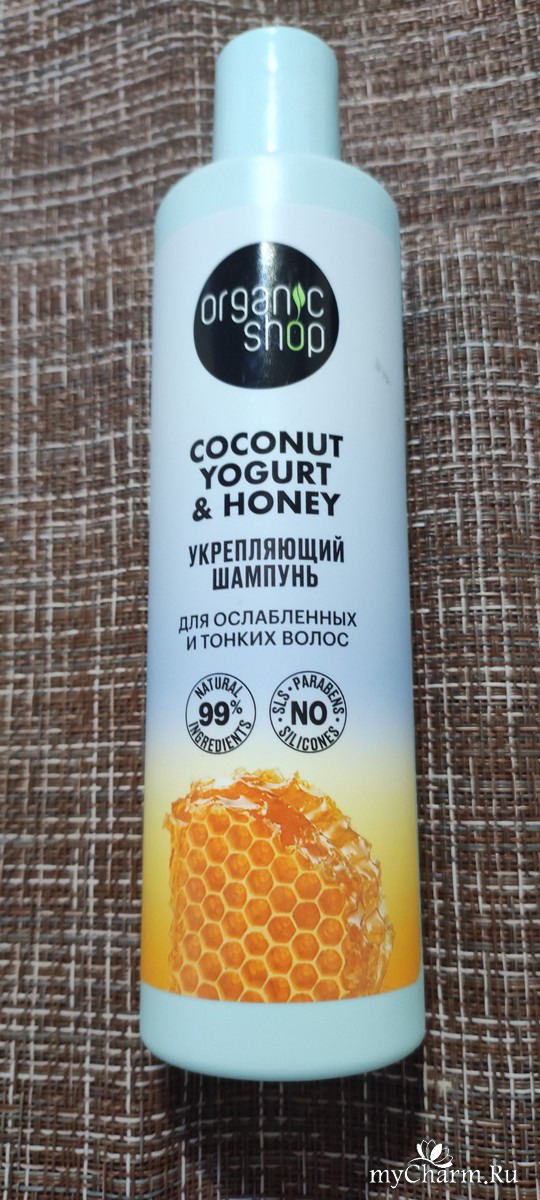 organic
shop
COCONUT
YOGURT
& HONEY
УКРЕПЛЯЮЩИЙ
ШАМПУНЬ
ДЛЯ ОСЛАБЛЕННЫХ
И ТОНКИХ ВОЛОС
NATURAL
99%
INGREDIENTS
• SLS • PARABENS •
NO
SILICONES
myCharm.Ru